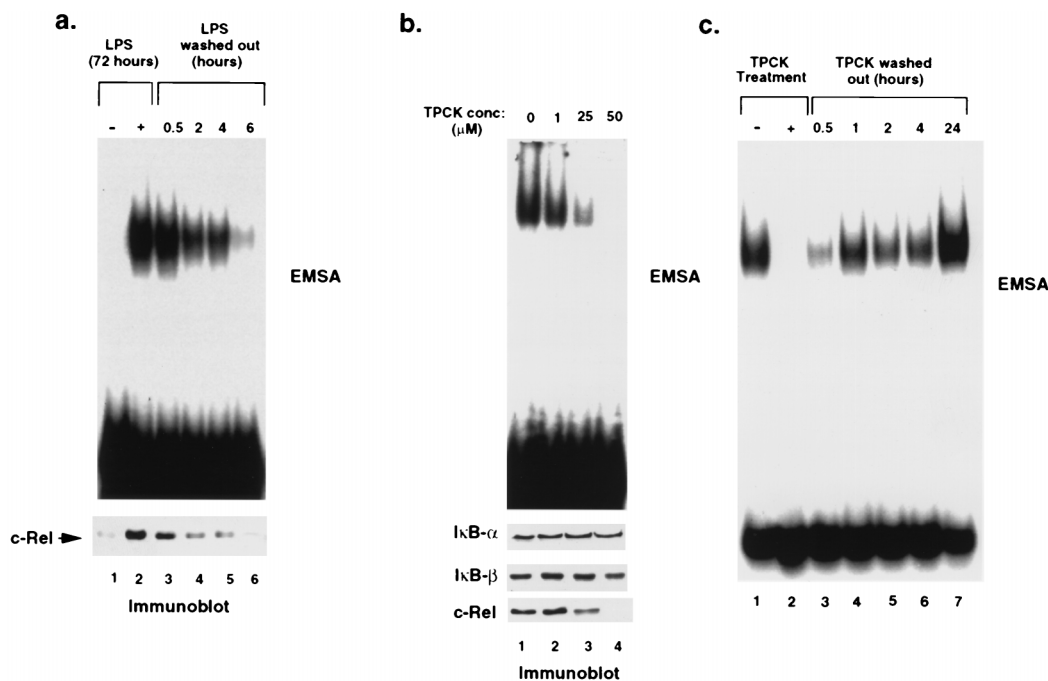 a.
LPS
(72 hours)
LPS
washed out
(hours)
- + 0.5 2 4 6
EMSA
c-Rel
1 2 3 4 5 6
Immunoblot
b.
TPCK conc:
(μM)
0 1 25 50
EMSA
IκB-α
IκB-β
c-Rel
1 2 3 4
Immunoblot
c.
TPCK
Treatment
TPCK washed
out (hours)
- + 0.5 1 2 4 24
EMSA
1 2 3 4 5 6 7